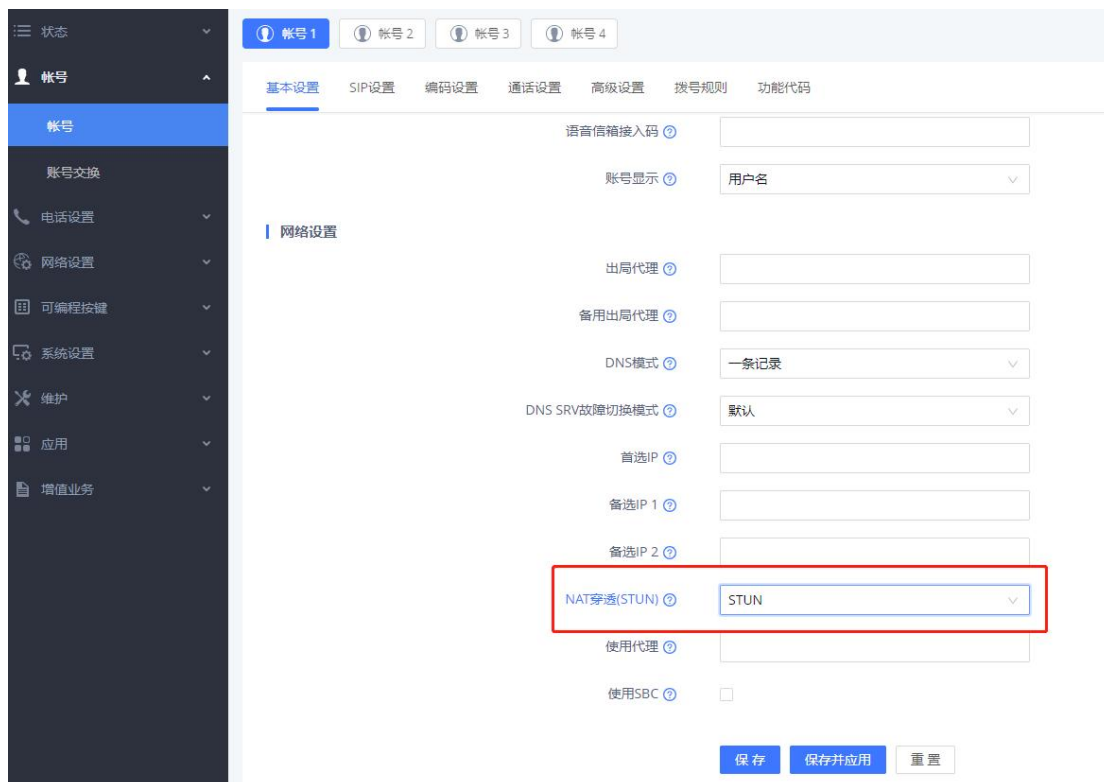 状态
帐号
帐号
账号交换
电话设置
网络设置
可编程按键
系统设置
维护
应用
增值业务
帐号 1 帐号 2 帐号 3 帐号 4
基本设置 SIP设置 编码设置 通话设置 高级设置 拨号规则 功能代码
语音信箱接入码
账号显示 用户名
网络设置
出局代理
备用出局代理
DNS模式 一条记录
DNS SRV故障切换模式 默认
首选IP
备选IP 1
备选IP 2
NAT穿透(STUN) STUN
使用代理
使用SBC
保存 保存并应用 重置